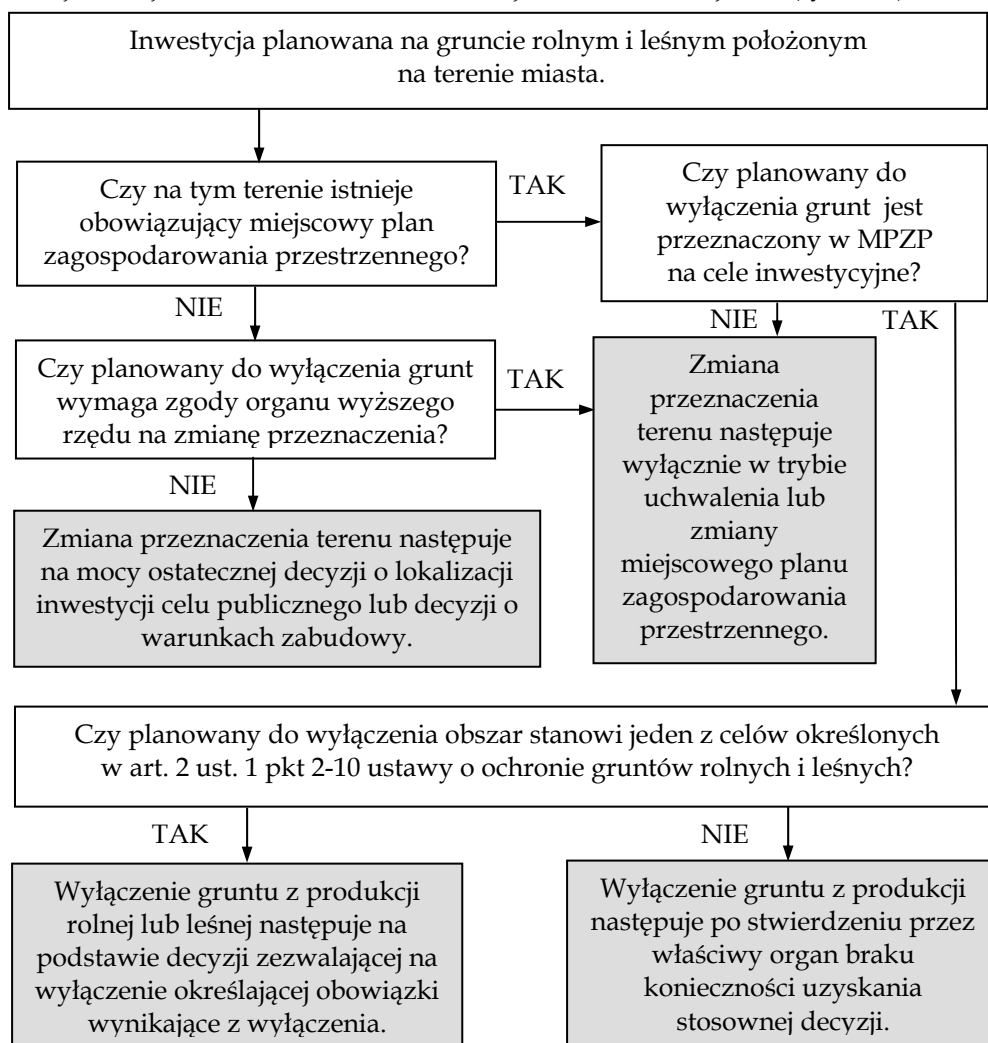 Inwestycja planowana na gruncie rolnym i leśnym położonym
na terenie miasta.
Czy na tym terenie istnieje
obowiązujący miejscowy plan
zagospodarowania przestrzennego?
TAK
Czy planowany do
wyłączenia grunt jest
przeznaczony w MPZP
na cele inwestycyjne?
NIE
NIE
TAK
Czy planowany do wyłączenia grunt
wymaga zgody organu wyższego
rzędu na zmianę przeznaczenia?
TAK
Zmiana
przeznaczenia
terenu następuje
wyłącznie w trybie
uchwalenia lub
zmiany
miejscowego planu
zagospodarowania
przestrzennego.
NIE
Zmiana przeznaczenia terenu następuje
na mocy ostatecznej decyzji o lokalizacji
inwestycji celu publicznego lub decyzji o
warunkach zabudowy.
Czy planowany do wyłączenia obszar stanowi jeden z celów określonych
w art. 2 ust. 1 pkt 2-10 ustawy o ochronie gruntów rolnych i leśnych?
TAK
NIE
Wyłączenie gruntu z produkcji
rolnej lub leśnej następuje na
podstawie decyzji zezwalającej na
wyłączenie określającej obowiązki
wynikające z wyłączenia.
Wyłączenie gruntu z produkcji
następuje po stwierdzeniu przez
właściwy organ braku
konieczności uzyskania
stosownej decyzji.